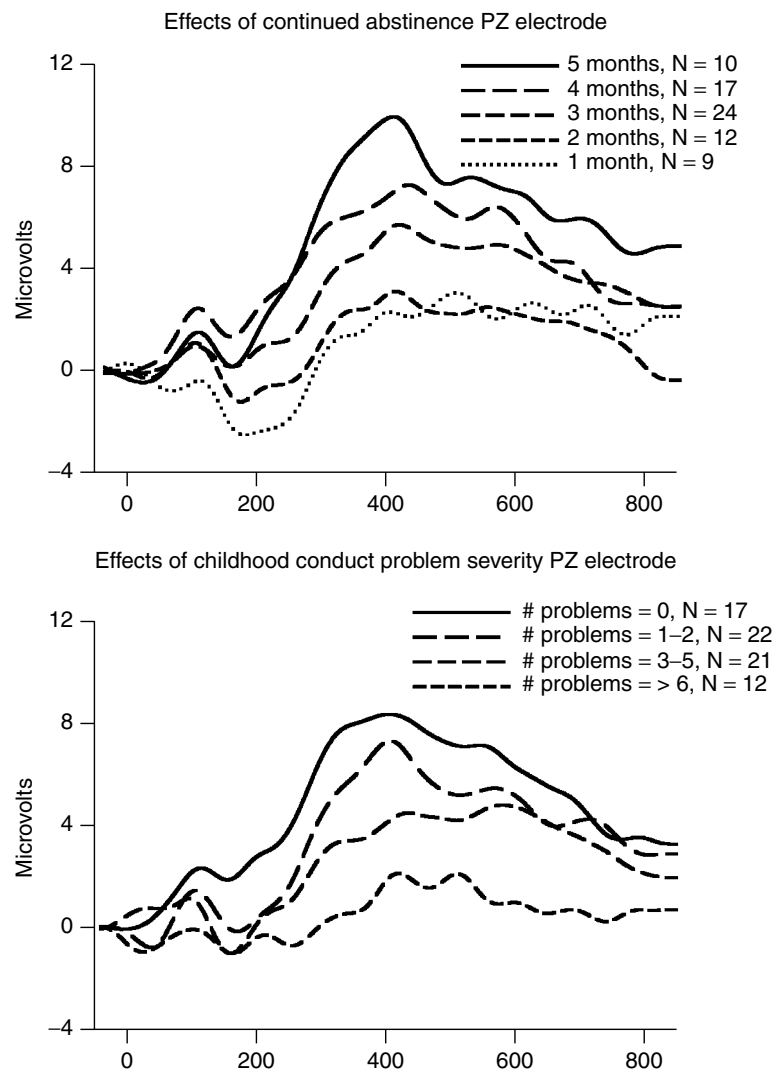 Effects of continued abstinence PZ electrode
12
8
4
0
−4
Microvolts
5 months, N = 10
4 months, N = 17
3 months, N = 24
2 months, N = 12
1 month, N = 9
0 200 400 600 800
Effects of childhood conduct problem severity PZ electrode
12
8
4
0
−4
Microvolts
# problems = 0, N = 17
# problems = 1–2, N = 22
# problems = 3–5, N = 21
# problems = > 6, N = 12
0 200 400 600 800